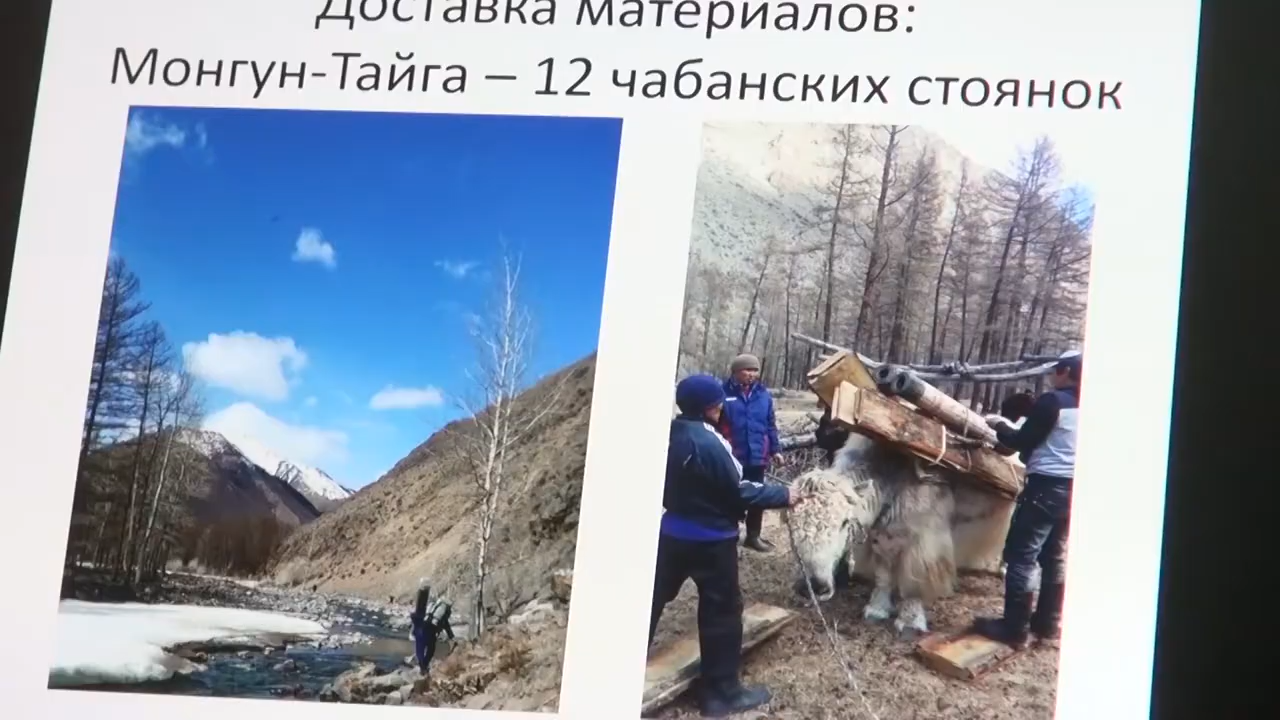 Доставка материалов:
Монгун-Тайга – 12 чабанских стоянок